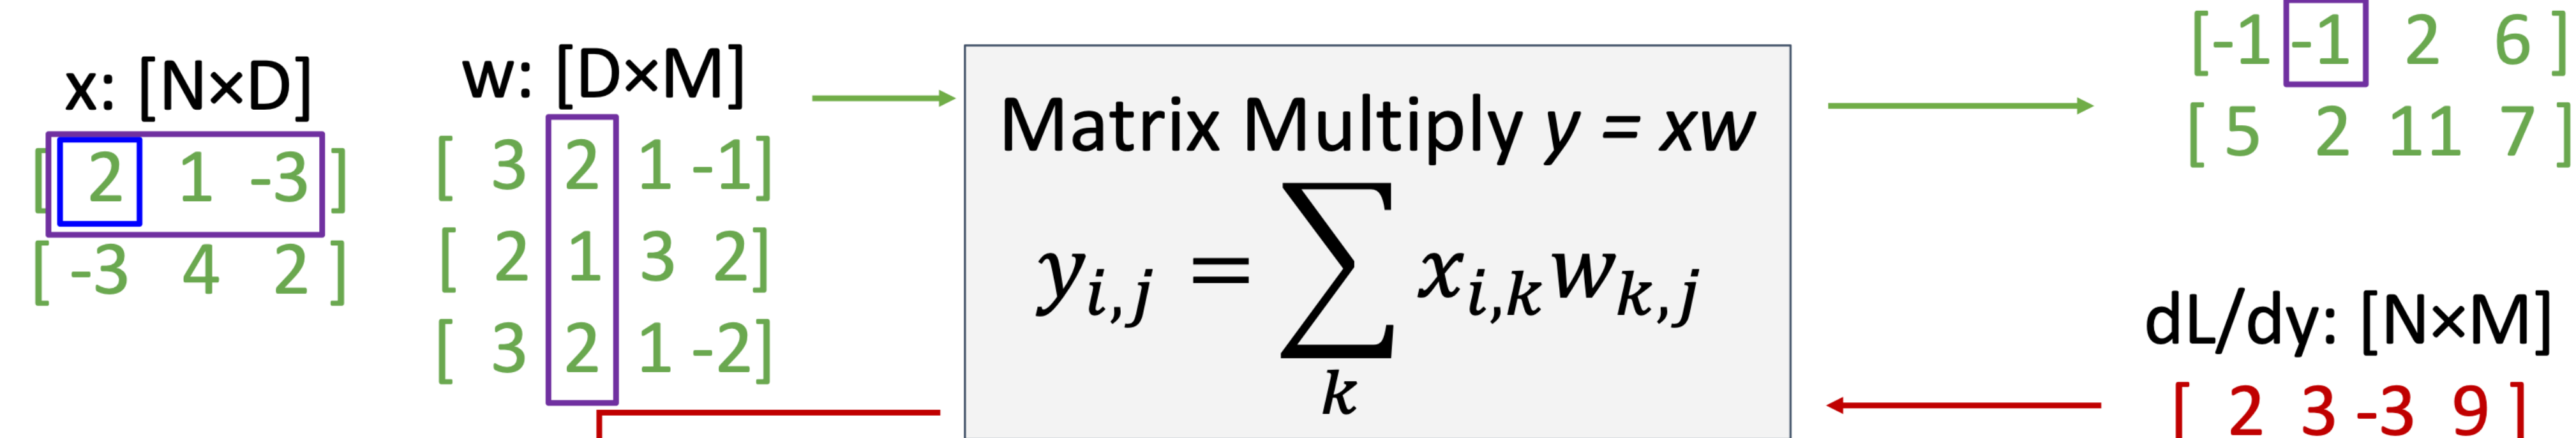 x: [N×D]
[ 2 1 -3 ]
[ -3 4 2 ]
w: [D×M]
[ 3 2 1 -1]
[ 2 1 3 2]
[ 3 2 1 -2]
Matrix Multiply y = xw
y_{i,j} = ∑_k x_{i,k}w_{k,j}
[-1 -1 2 6 ]
[ 5 2 11 7 ]
dL/dy: [N×M]
[ 2 3 -3 9 ]